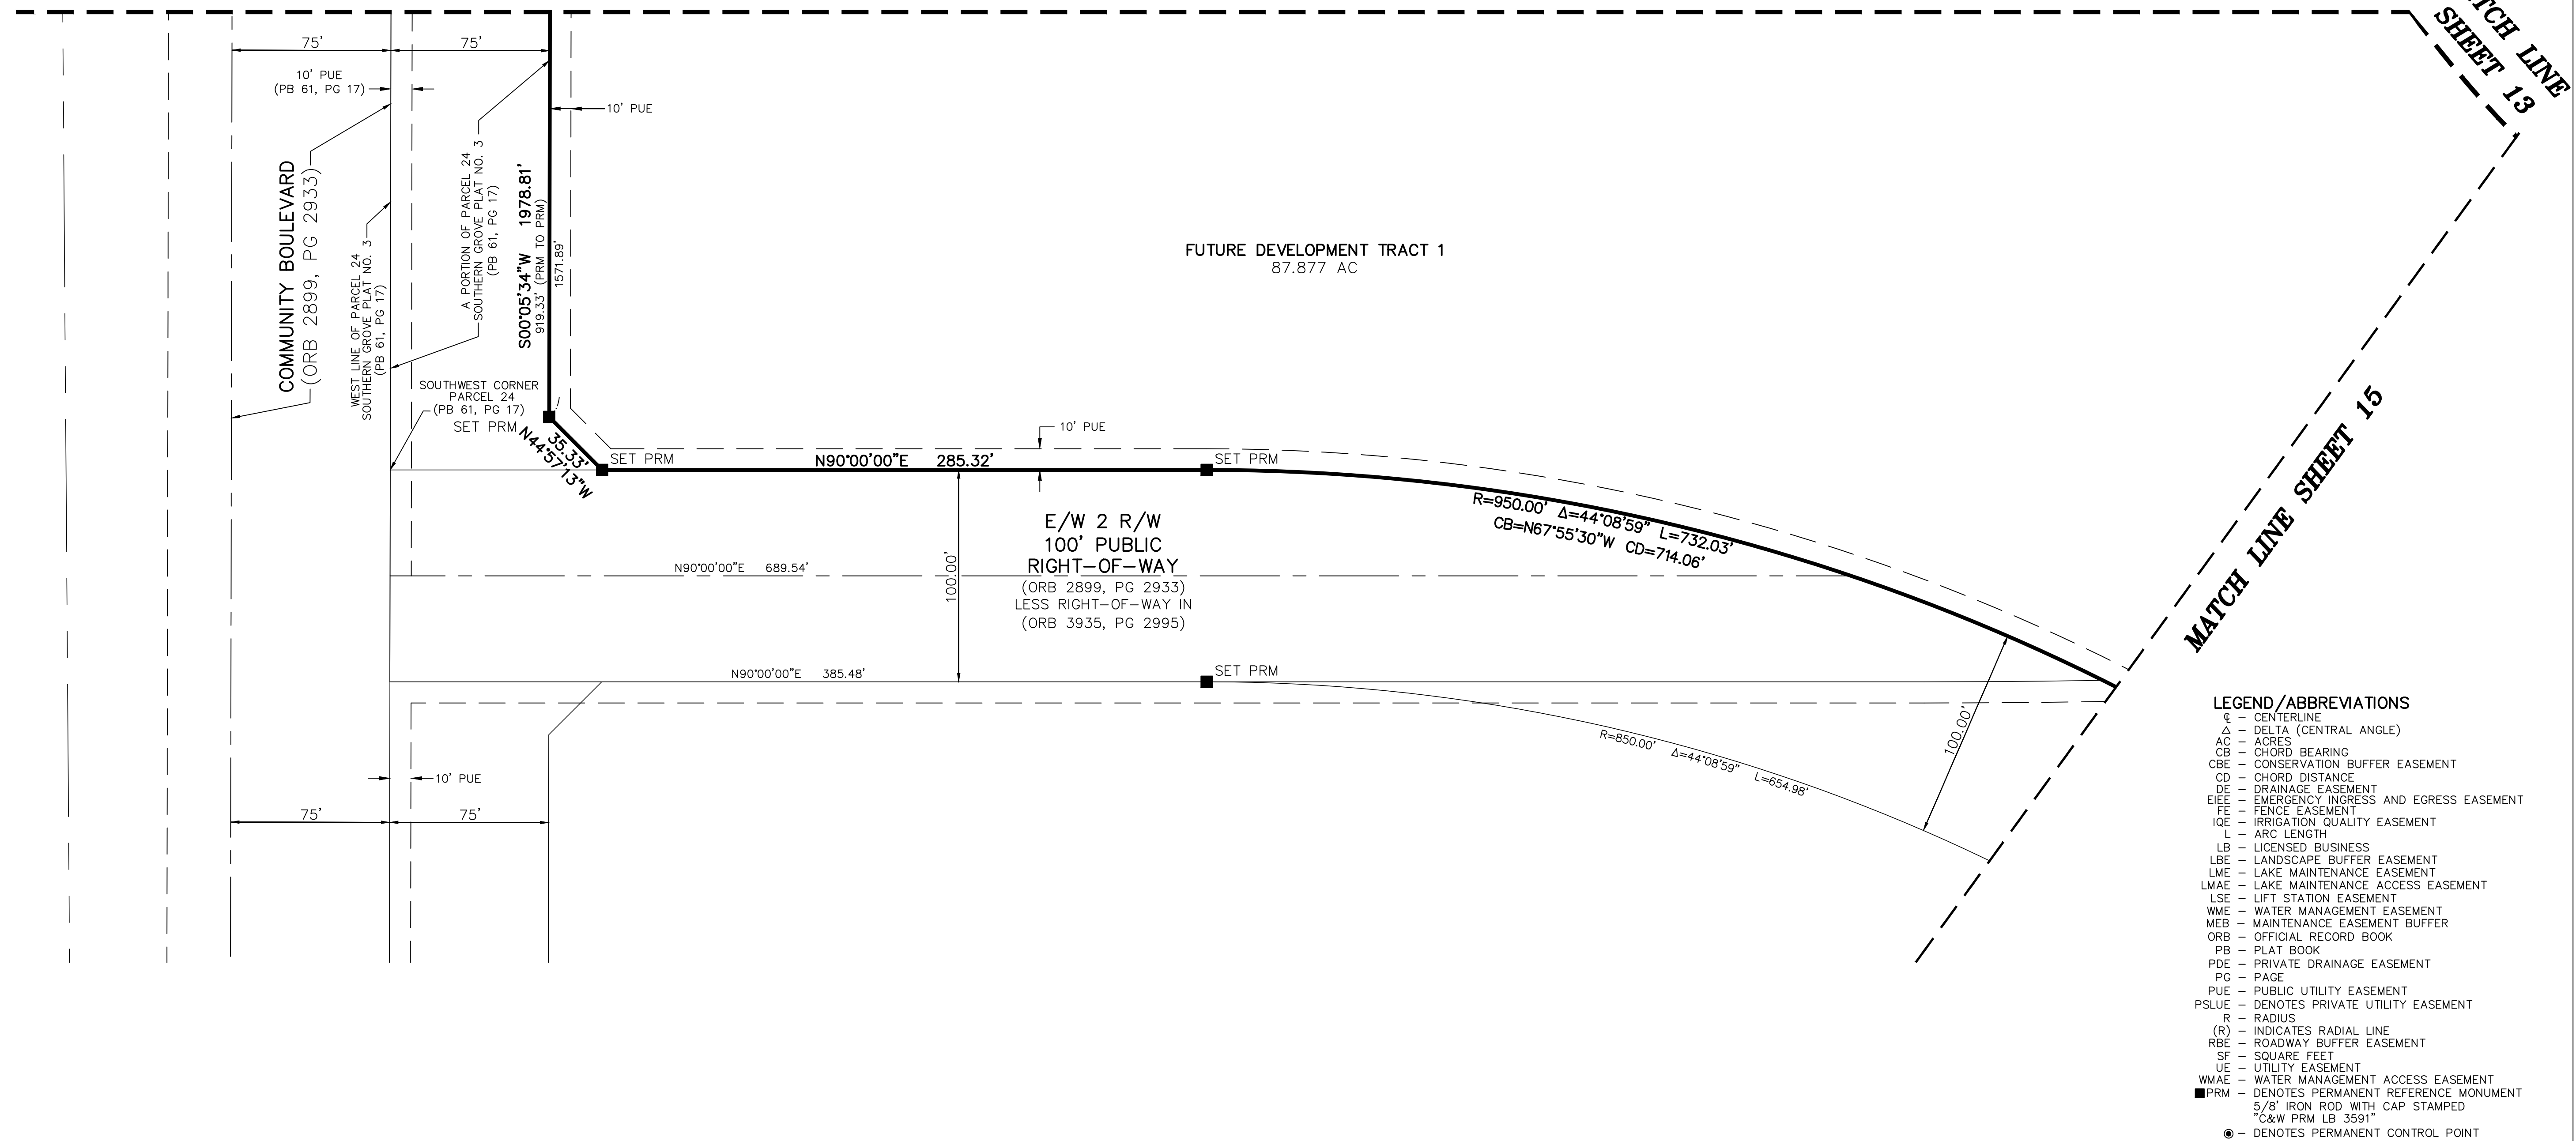 MATCH LINE
SHEET 13
75'
75'
10' PUE
(PB 61, PG 17)
10' PUE
COMMUNITY BOULEVARD
(ORB 2899, PG 2933)
WEST LINE OF PARCEL 24
SOUTHERN GROVE PLAT NO. 3
(PB 61, PG 17)
A PORTION OF PARCEL 24
SOUTHERN GROVE PLAT NO. 3
(PB 61, PG 17)
S00°05'34"W 1978.81'
919.33' (PRM TO PRM)
1571.89'
FUTURE DEVELOPMENT TRACT 1
87.877 AC
SOUTHWEST CORNER
PARCEL 24
(PB 61, PG 17)
SET PRM
35.33'
N44°57'13"W
SET PRM
N90°00'00"E 285.32'
10' PUE
SET PRM
R=950.00' Δ=44°08'59" L=732.03'
CB=N67°55'30"W CD=714.06'
E/W 2 R/W
100' PUBLIC
RIGHT-OF-WAY
(ORB 2899, PG 2933)
LESS RIGHT-OF-WAY IN
(ORB 3935, PG 2995)
100.00'
N90°00'00"E 689.54'
N90°00'00"E 385.48'
SET PRM
R=850.00' Δ=44°08'59" L=654.98'
100.00'
MATCH LINE SHEET 15
10' PUE
75'
75'
LEGEND/ABBREVIATIONS
℄ - CENTERLINE
Δ - DELTA (CENTRAL ANGLE)
AC - ACRES
CB - CHORD BEARING
CBE - CONSERVATION BUFFER EASEMENT
CD - CHORD DISTANCE
DE - DRAINAGE EASEMENT
EIEE - EMERGENCY INGRESS AND EGRESS EASEMENT
FE - FENCE EASEMENT
IQE - IRRIGATION QUALITY EASEMENT
L - ARC LENGTH
LB - LICENSED BUSINESS
LBE - LANDSCAPE BUFFER EASEMENT
LME - LAKE MAINTENANCE EASEMENT
LMAE - LAKE MAINTENANCE ACCESS EASEMENT
LSE - LIFT STATION EASEMENT
WME - WATER MANAGEMENT EASEMENT
MEB - MAINTENANCE EASEMENT BUFFER
ORB - OFFICIAL RECORD BOOK
PB - PLAT BOOK
PDE - PRIVATE DRAINAGE EASEMENT
PG - PAGE
PUE - PUBLIC UTILITY EASEMENT
PSLUE - DENOTES PRIVATE UTILITY EASEMENT
R - RADIUS
(R) - INDICATES RADIAL LINE
RBE - ROADWAY BUFFER EASEMENT
SF - SQUARE FEET
UE - UTILITY EASEMENT
WMAE - WATER MANAGEMENT ACCESS EASEMENT
■PRM - DENOTES PERMANENT REFERENCE MONUMENT
5/8' IRON ROD WITH CAP STAMPED
"C&W PRM LB 3591"
◉ - DENOTES PERMANENT CONTROL POINT